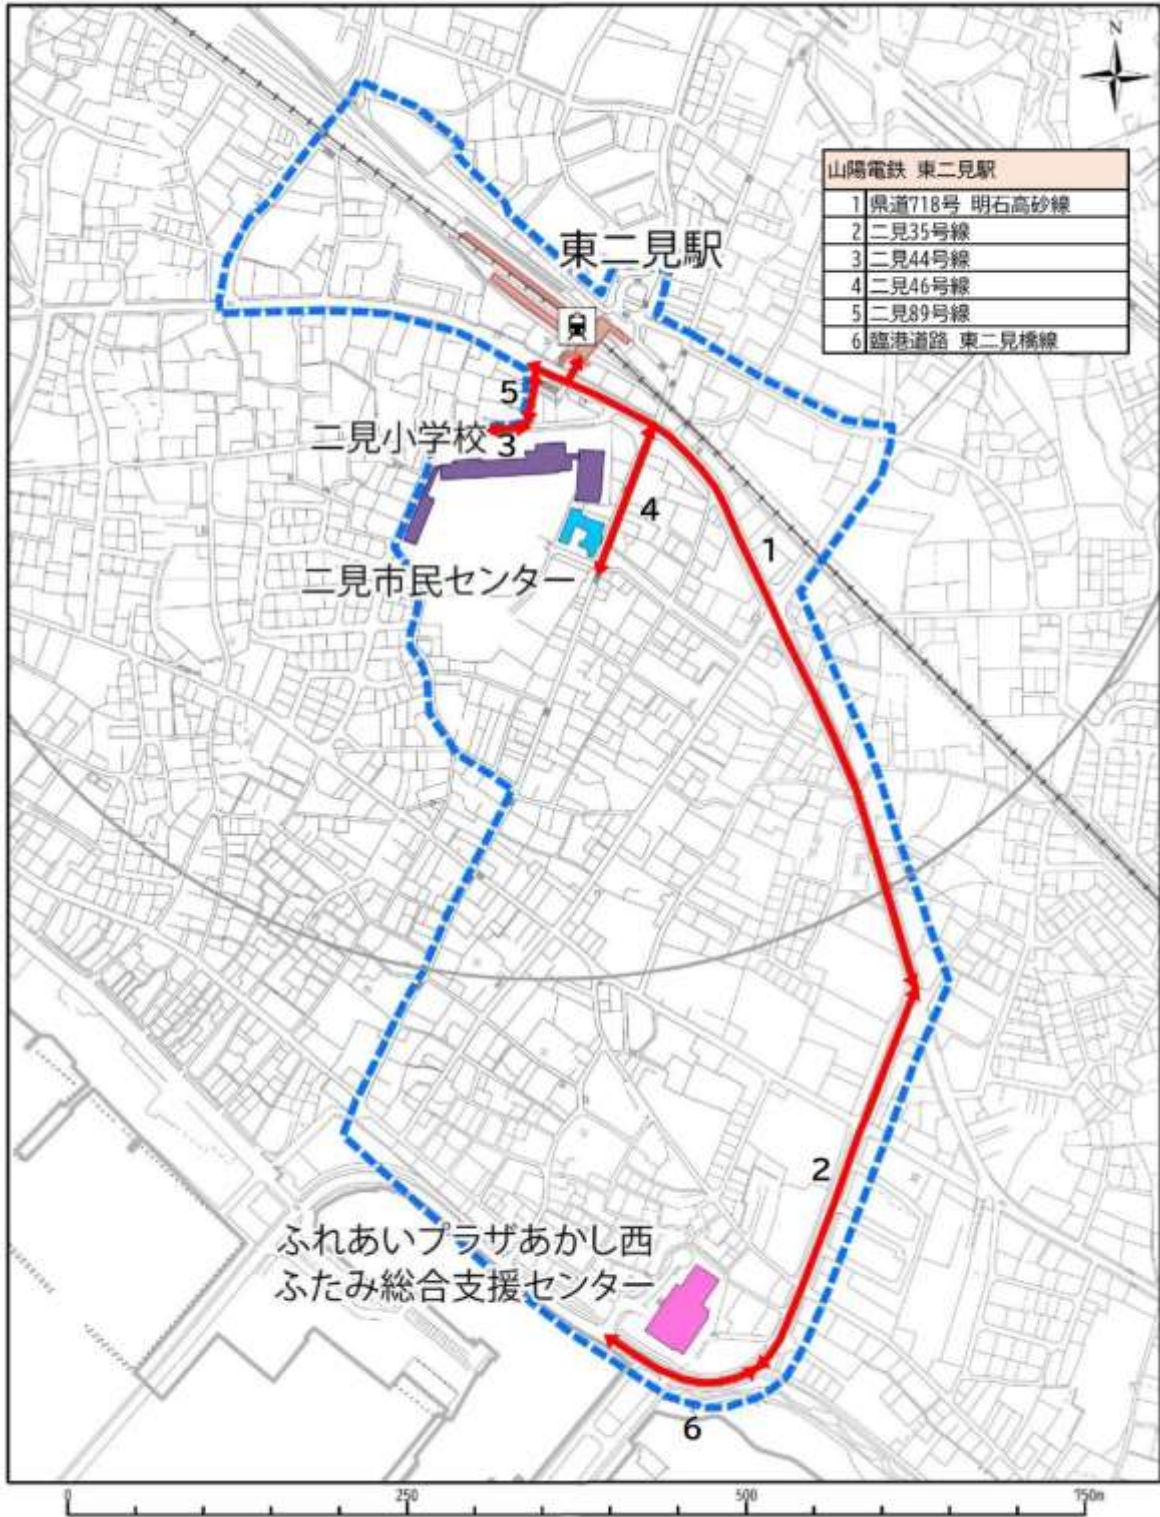 N
山陽電鉄 東二見駅
1 県道718号 明石高砂線
2 二見35号線
3 二見44号線
4 二見46号線
5 二見89号線
6 臨港道路 東二見橋線
東二見駅
5
二見小学校 3
4
1
二見市民センター
2
ふれあいプラザあかし西
ふたみ総合支援センター
6
0 250 500 750m